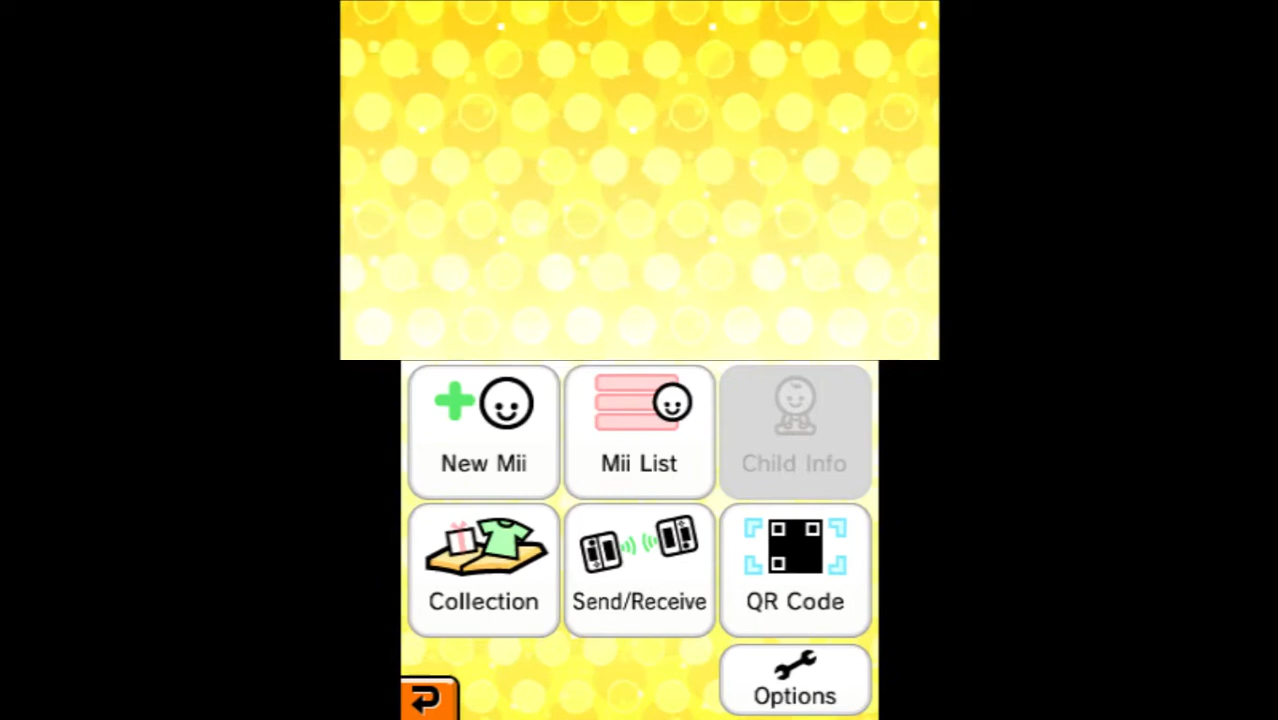 New Mii
Mii List
Child Info
Collection
Send/Receive
QR Code
Options